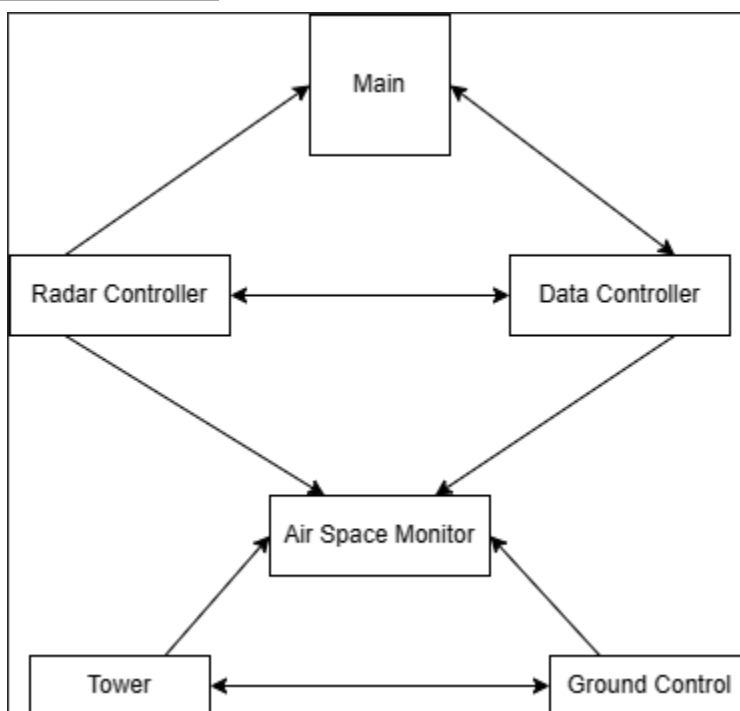 Main
Radar Controller
Data Controller
Air Space Monitor
Tower
Ground Control